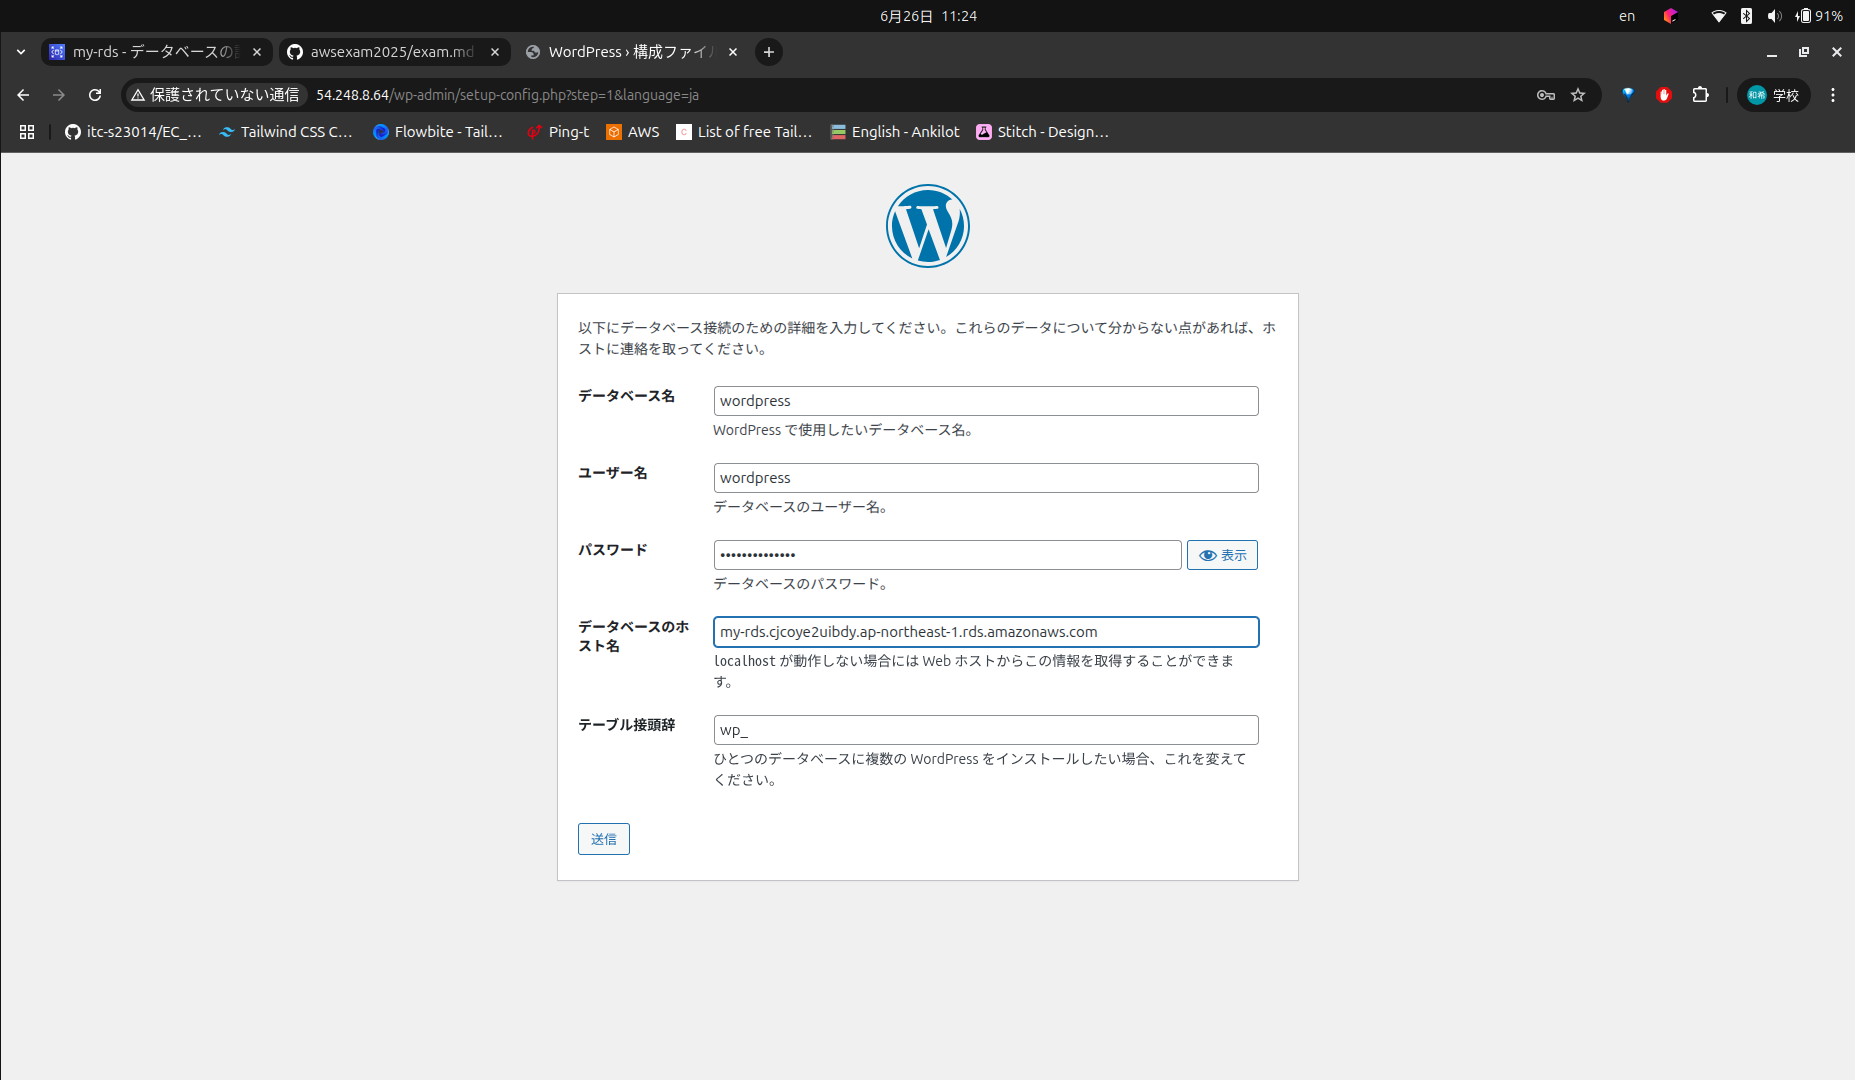 6月26日 11:24
en
91%
my-rds - データベースの
awsexam2025/exam.md
WordPress › 構成ファイル
保護されていない通信
54.248.8.64/wp-admin/setup-config.php?step=1&language=ja
和希 学校
itc-s23014/EC_...
Tailwind CSS C...
Flowbite - Tail...
Ping-t
AWS
List of free Tail...
English - Ankilot
Stitch - Design...
以下にデータベース接続のための詳細を入力してください。これらのデータについて分からない点があれば、ホ
ストに連絡を取ってください。
データベース名
wordpress
WordPress で使用したいデータベース名。
ユーザー名
wordpress
データベースのユーザー名。
パスワード
••••••••••••••
表示
データベースのパスワード。
データベースのホ
スト名
my-rds.cjcoye2uibdy.ap-northeast-1.rds.amazonaws.com
localhost が動作しない場合には Web ホストからこの情報を取得することができま
す。
テーブル接頭辞
wp_
ひとつのデータベースに複数の WordPress をインストールしたい場合、これを変えて
ください。
送信